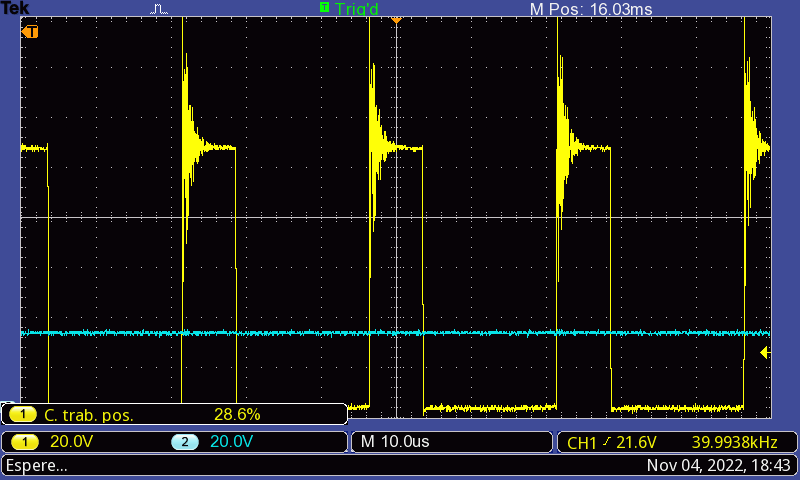 Tek T Trig'd M Pos: 16.03ms
T
1 C. trab. pos. 28.6%
1 20.0V 2 20.0V M 10.0us CH1 21.6V 39.9938kHz
Espere... Nov 04, 2022, 18:43